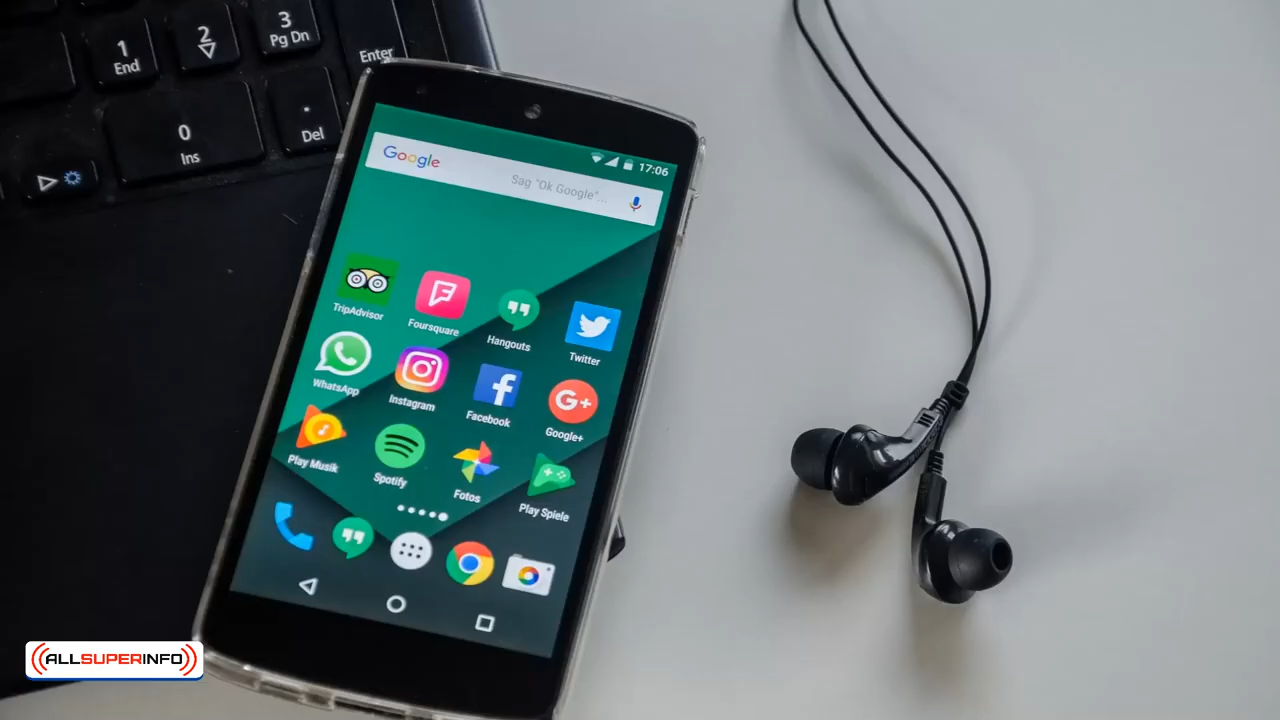 1
End
2
3
Pg Dn
Enter
0
Ins
.
Del
17:06
Google
Sag "Ok Google"...
TripAdvisor
Foursquare
Hangouts
Twitter
WhatsApp
Instagram
Facebook
G+
Google+
Play Musik
Spotify
Fotos
Play Spiele
ALLSUPERINFO